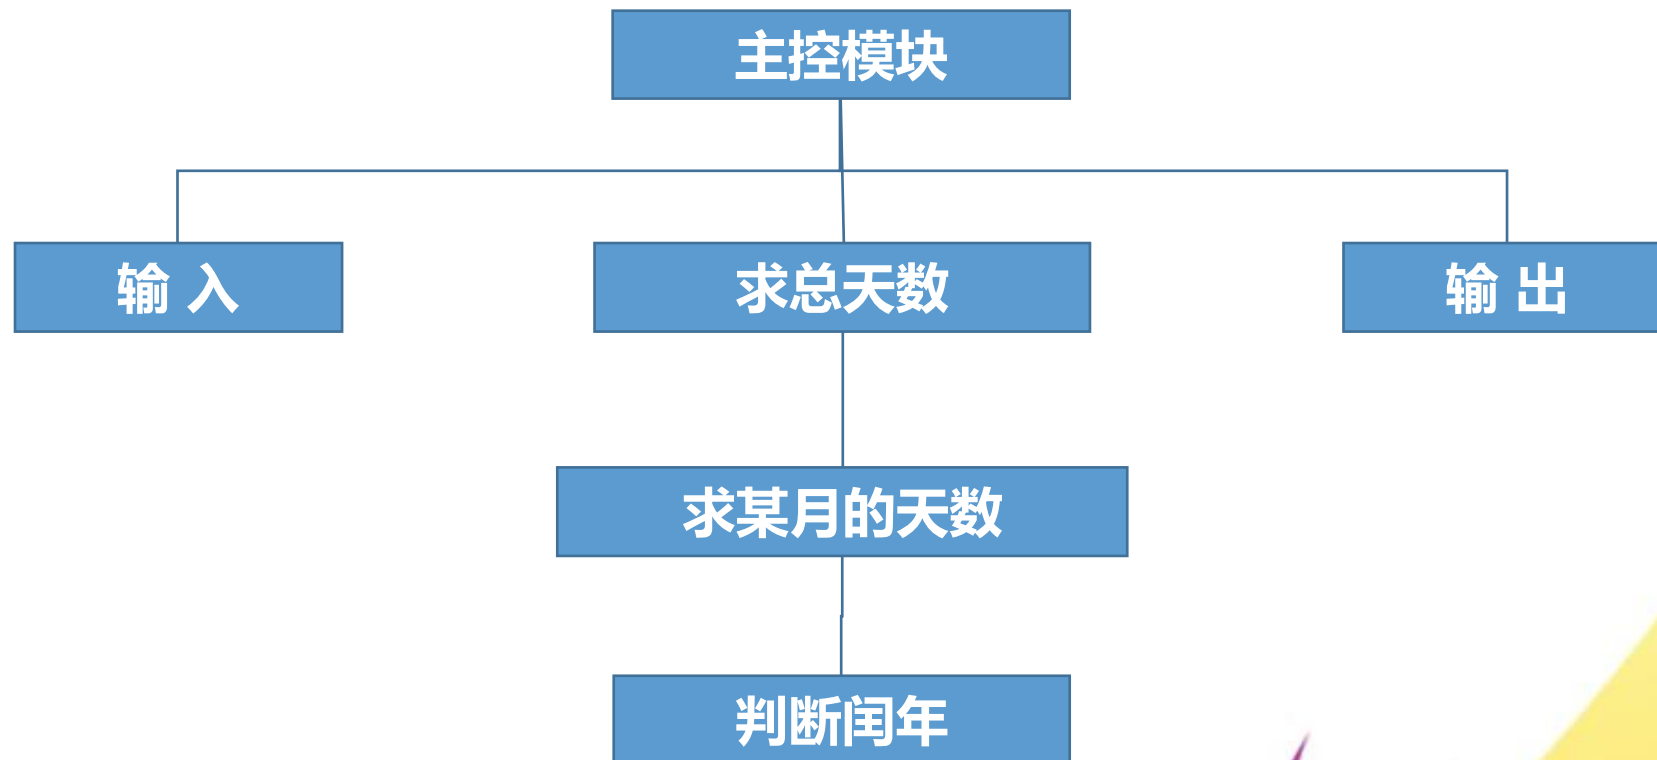 主控模块
输 入
求总天数
输 出
求某月的天数
判断闰年